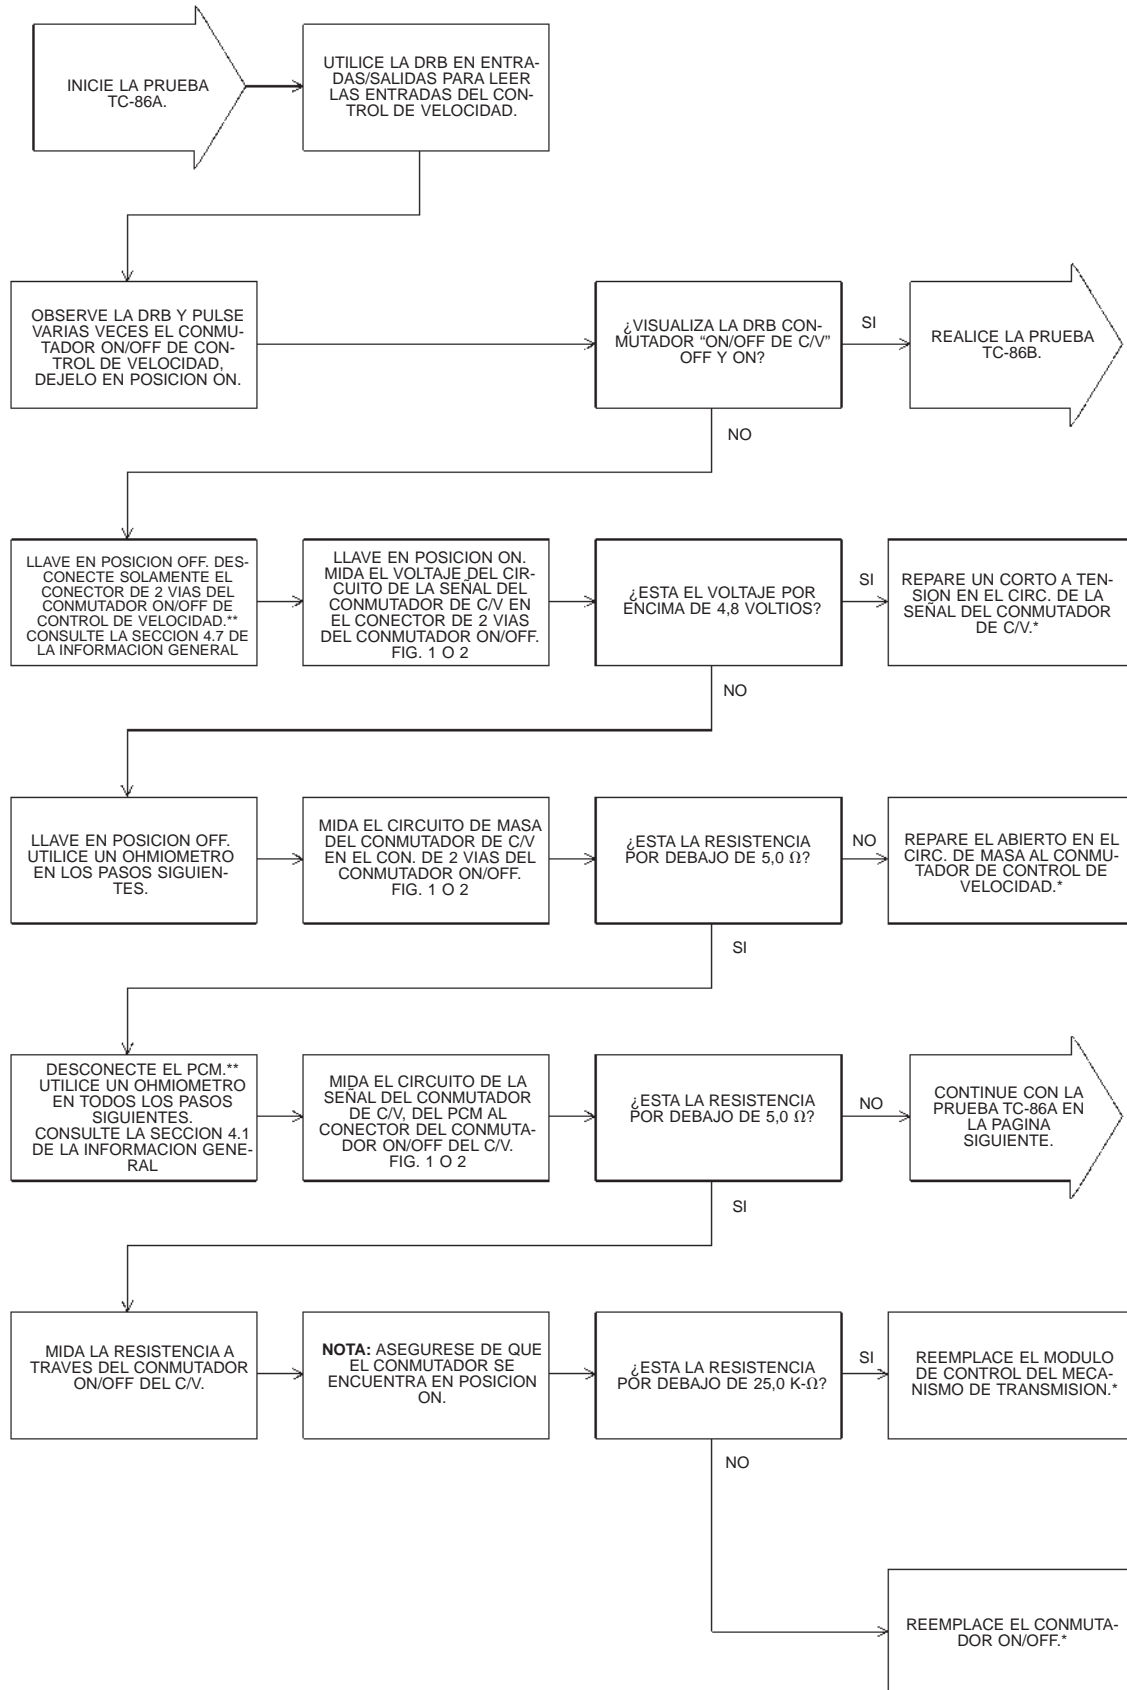 INICIE LA PRUEBA
TC-86A.
UTILICE LA DRB EN ENTRA-
DAS/SALIDAS PARA LEER
LAS ENTRADAS DEL CON-
TROL DE VELOCIDAD.
OBSERVE LA DRB Y PULSE
VARIAS VECES EL CONMU-
TADOR ON/OFF DE CON-
TROL DE VELOCIDAD,
DEJELO EN POSICION ON.
¿VISUALIZA LA DRB CON-
MUTADOR “ON/OFF DE C/V”
OFF Y ON?
SI
REALICE LA PRUEBA
TC-86B.
NO
LLAVE EN POSICION OFF. DES-
CONECTE SOLAMENTE EL
CONECTOR DE 2 VIAS DEL
CONMUTADOR ON/OFF DE
CONTROL DE VELOCIDAD.**
CONSULTE LA SECCION 4.7 DE
LA INFORMACION GENERAL
LLAVE EN POSICION ON.
MIDA EL VOLTAJE DEL CIR-
CUITO DE LA SEÑAL DEL
CONMUTADOR DE C/V EN
EL CONECTOR DE 2 VIAS
DEL CONMUTADOR ON/OFF.
FIG. 1 O 2
¿ESTA EL VOLTAJE POR
ENCIMA DE 4,8 VOLTIOS?
SI
REPARE UN CORTO A TEN-
SION EN EL CIRC. DE LA
SEÑAL DEL CONMUTADOR
DE C/V.*
NO
LLAVE EN POSICION OFF.
UTILICE UN OHMIOMETRO
EN LOS PASOS SIGUIEN-
TES.
MIDA EL CIRCUITO DE MASA
DEL CONMUTADOR DE C/V
EN EL CON. DE 2 VIAS DEL
CONMUTADOR ON/OFF.
FIG. 1 O 2
¿ESTA LA RESISTENCIA
POR DEBAJO DE 5,0 Ω?
NO
REPARE EL ABIERTO EN EL
CIRC. DE MASA AL CONMU-
TADOR DE CONTROL DE
VELOCIDAD.*
SI
DESCONECTE EL PCM.**
UTILICE UN OHMIOMETRO
EN TODOS LOS PASOS
SIGUIENTES.
CONSULTE LA SECCION 4.1
DE LA INFORMACION GENE-
RAL
MIDA EL CIRCUITO DE LA
SEÑAL DEL CONMUTADOR
DE C/V, DEL PCM AL
CONECTOR DEL CONMUTA-
DOR ON/OFF DEL C/V.
FIG. 1 O 2
¿ESTA LA RESISTENCIA
POR DEBAJO DE 5,0 Ω?
NO
CONTINUE CON LA
PRUEBA TC-86A EN
LA PAGINA
SIGUIENTE.
SI
MIDA LA RESISTENCIA A
TRAVES DEL CONMUTADOR
ON/OFF DEL C/V.
NOTA: ASEGURESE DE QUE
EL CONMUTADOR SE
ENCUENTRA EN POSICION
ON.
¿ESTA LA RESISTENCIA
POR DEBAJO DE 25,0 K-Ω?
SI
REEMPLACE EL MODULO
DE CONTROL DEL MECA-
NISMO DE TRANSMISION.*
NO
REEMPLACE EL CONMUTA-
DOR ON/OFF.*